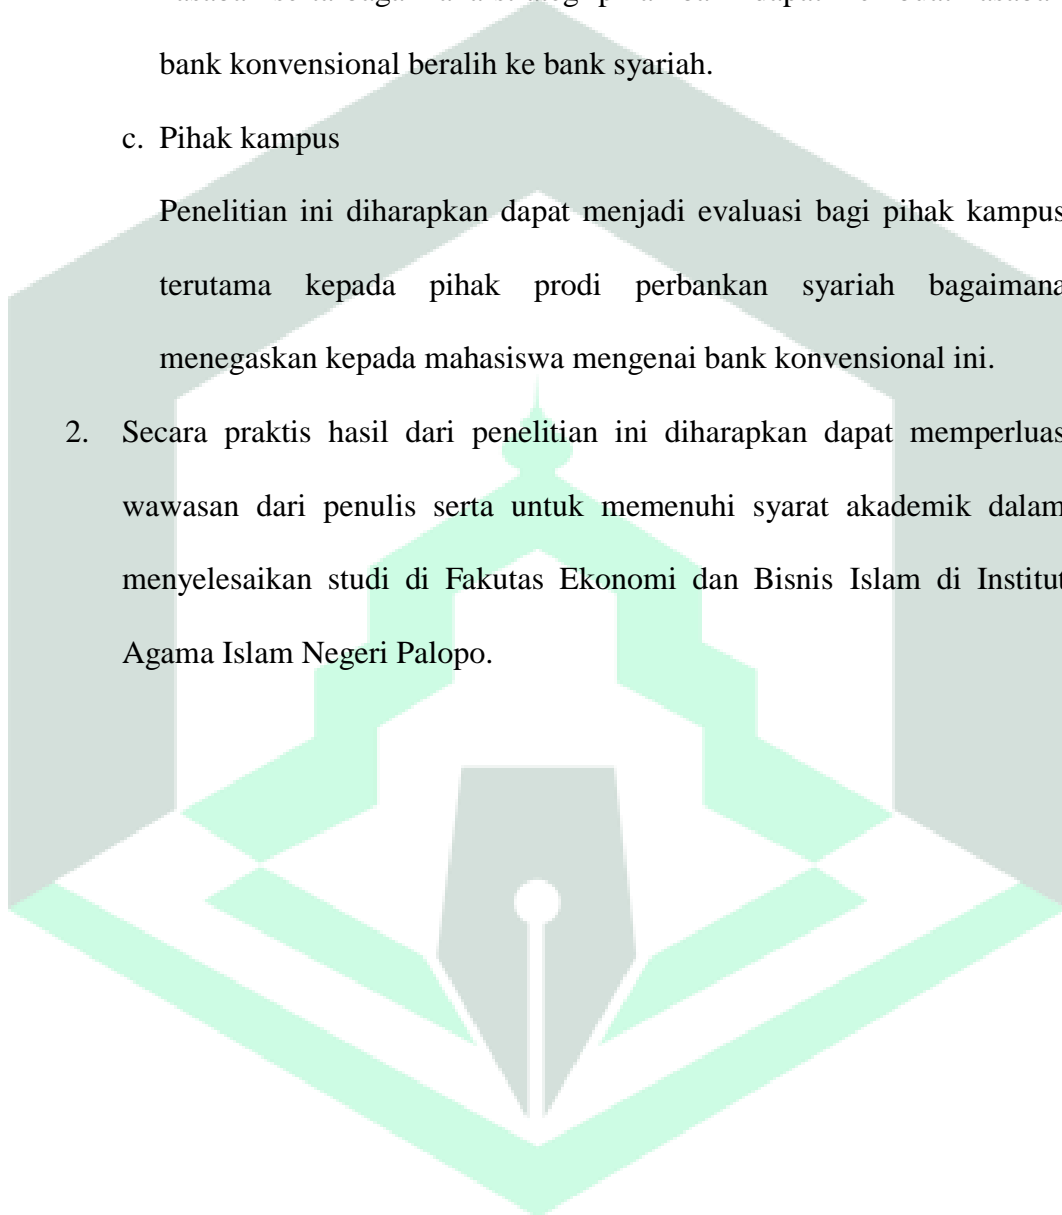 bank konvensional beralih ke bank syariah.
c. Pihak kampus
Penelitian ini diharapkan dapat menjadi evaluasi bagi pihak kampus
terutama kepada pihak prodi perbankan syariah bagaimana
menegaskan kepada mahasiswa mengenai bank konvensional ini.
2. Secara praktis hasil dari penelitian ini diharapkan dapat memperluas
wawasan dari penulis serta untuk memenuhi syarat akademik dalam
menyelesaikan studi di Fakutas Ekonomi dan Bisnis Islam di Institut
Agama Islam Negeri Palopo.